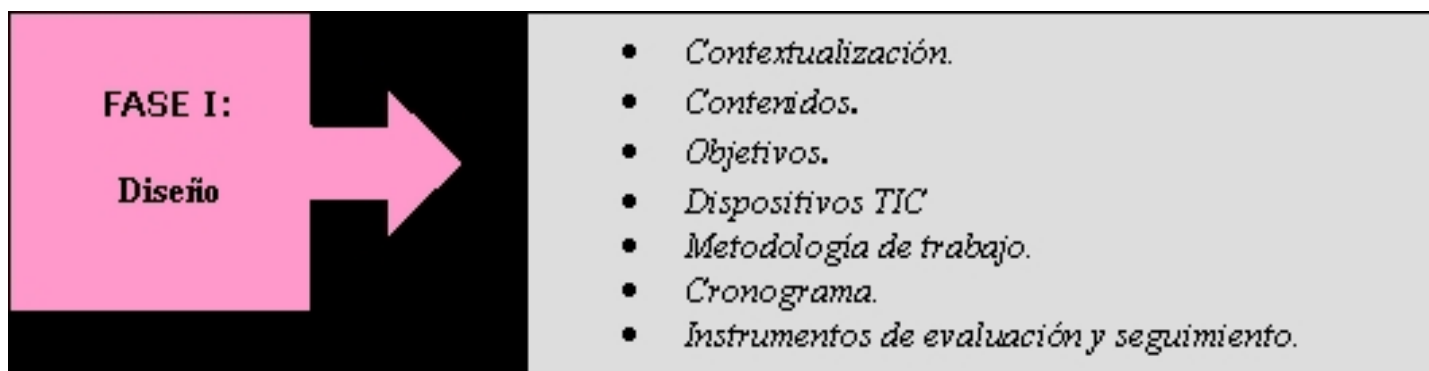 FASE I:
Diseño
• Contextualización.
• Contenidos.
• Objetivos.
• Dispositivos TIC
• Metodología de trabajo.
• Cronograma.
• Instrumentos de evaluación y seguimiento.